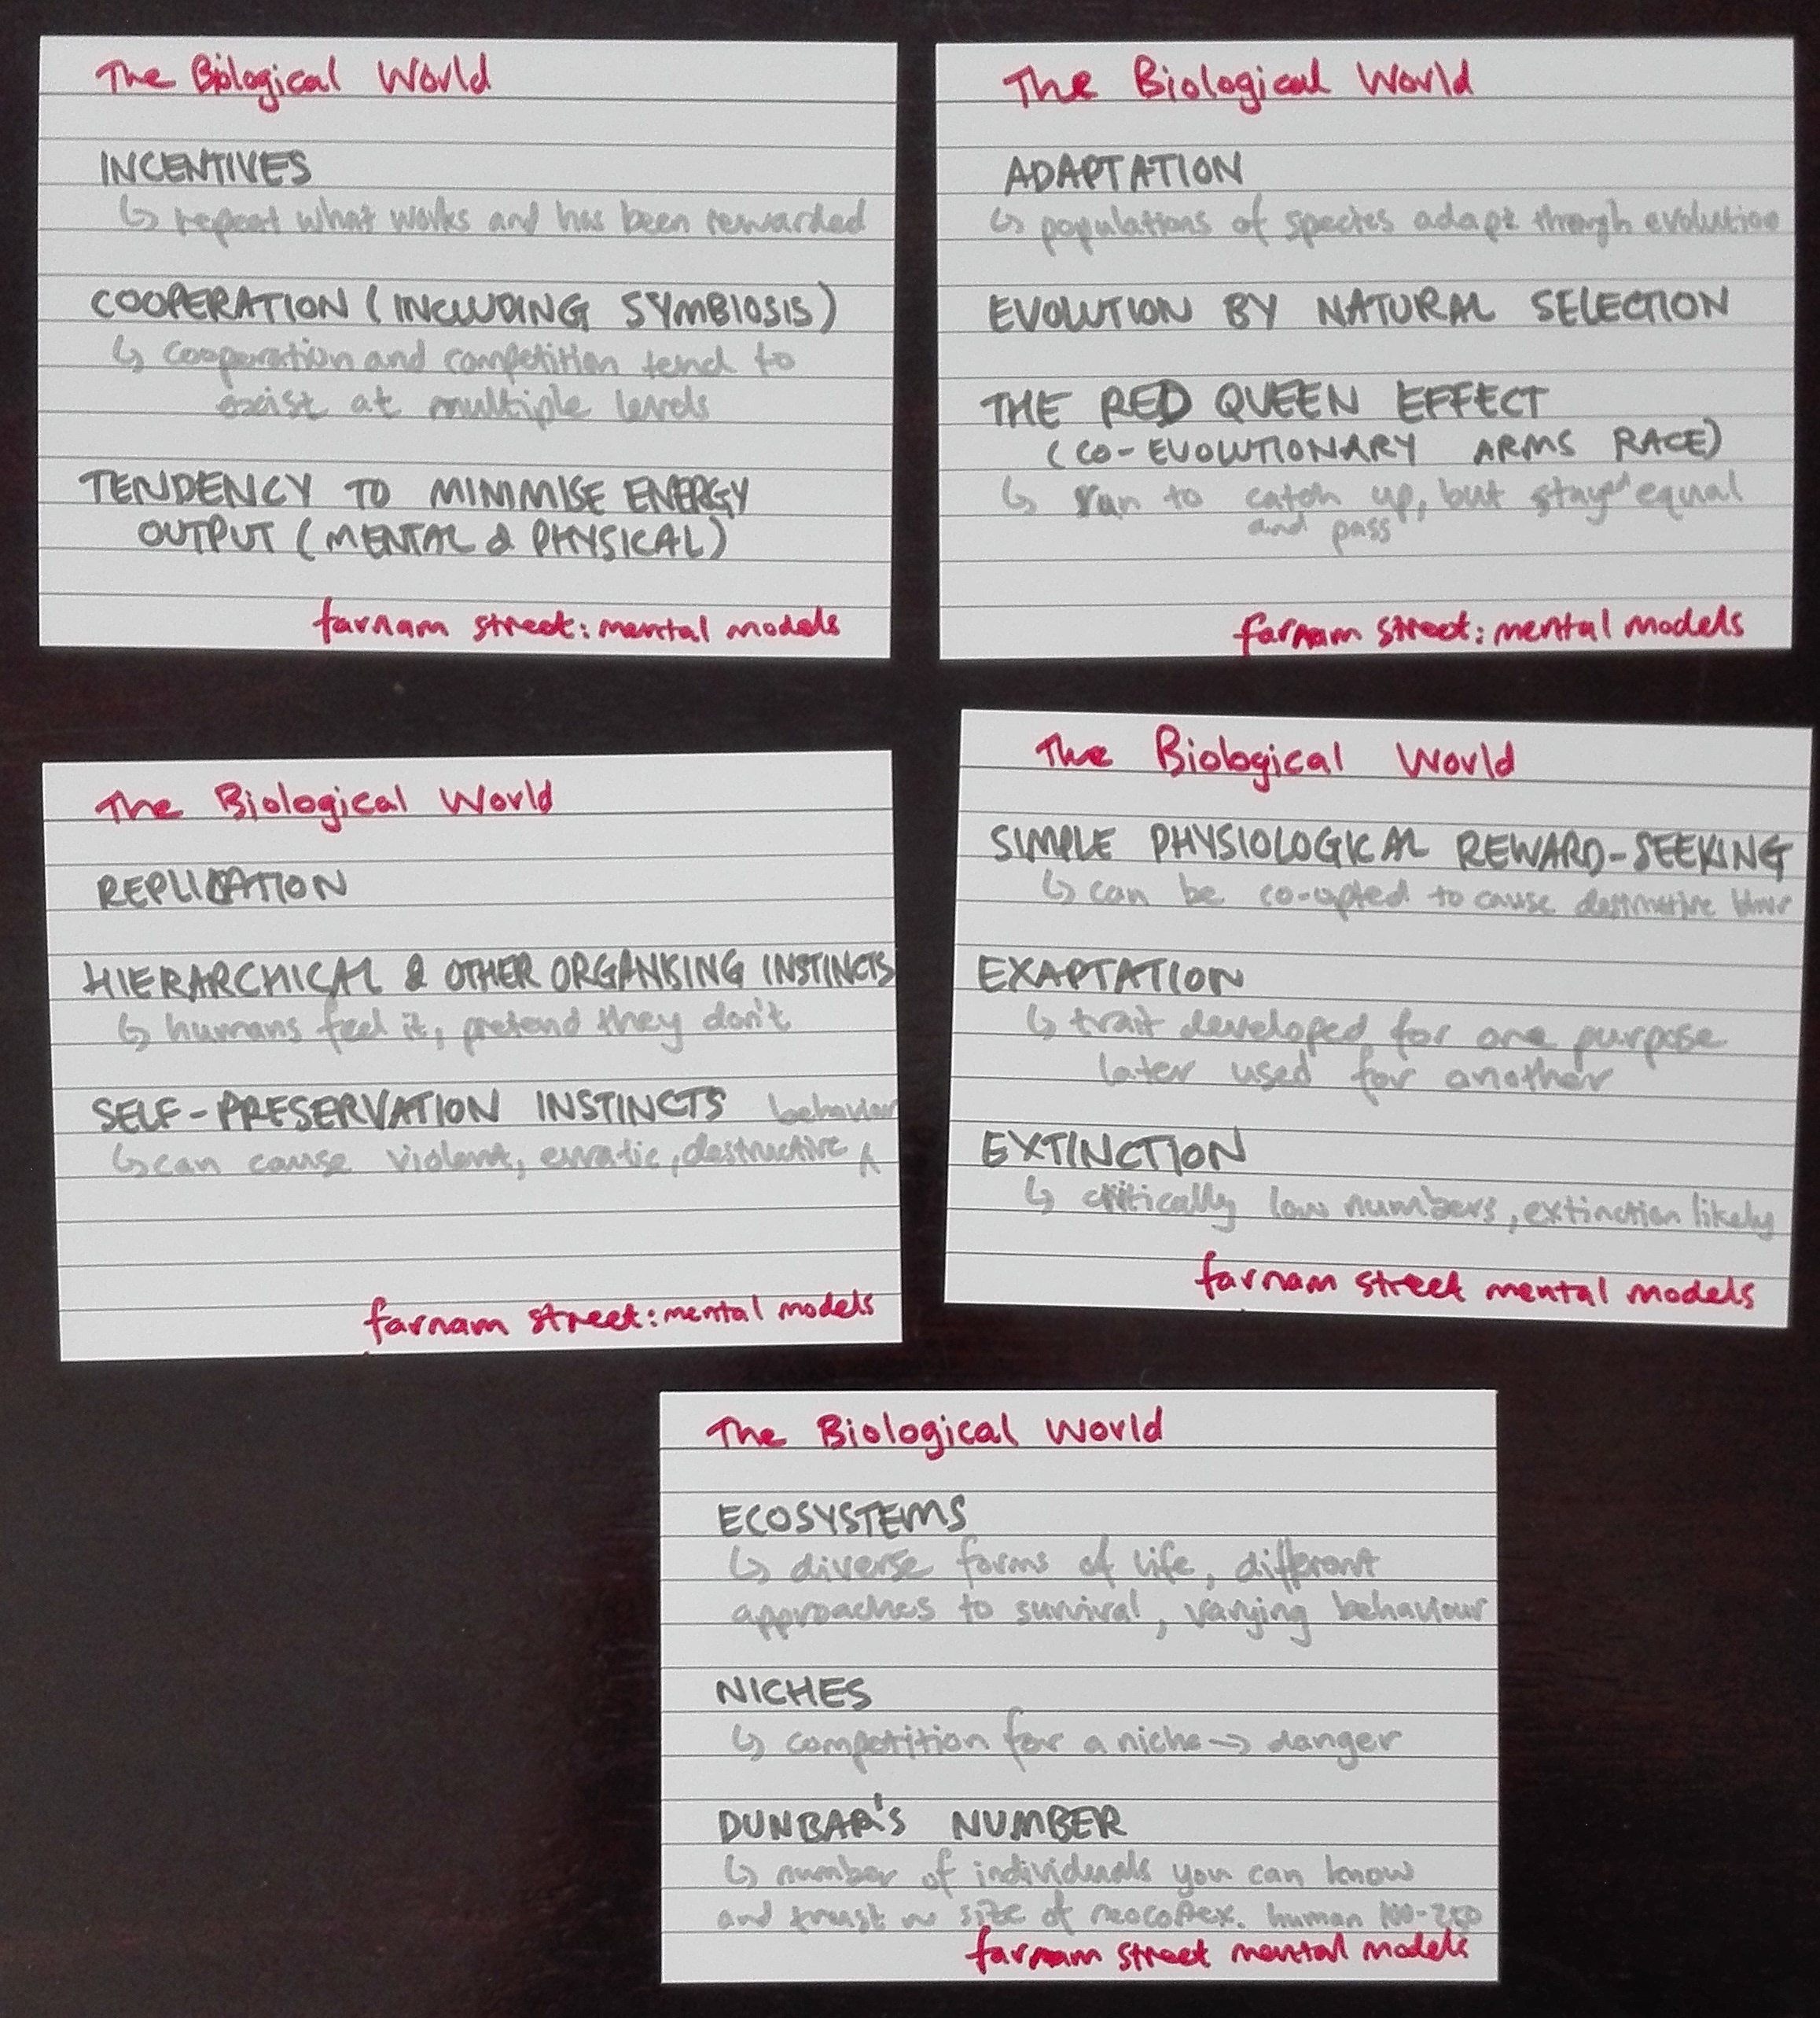 The Biological World
INCENTIVES
↳ repeat what works and has been rewarded
COOPERATION (INCLUDING SYMBIOSIS)
↳ cooperation and competition tend to
exist at multiple levels
TENDENCY TO MINIMISE ENERGY
OUTPUT (MENTAL & PHYSICAL)
farnam street: mental models
The Biological World
ADAPTATION
↳ populations of species adapt through evolution
EVOLUTION BY NATURAL SELECTION
THE RED QUEEN EFFECT
(CO-EVOLUTIONARY ARMS RACE)
↳ run to catch up, but stay equal
and pass
farnam street: mental models
The Biological World
REPLICATION
HIERARCHICAL & OTHER ORGANISING INSTINCTS
↳ humans feel it, pretend they don't
SELF-PRESERVATION INSTINCTS behaviour
↳ can cause violent, erratic, destructive
farnam street: mental models
The Biological World
SIMPLE PHYSIOLOGICAL REWARD-SEEKING
↳ can be co-opted to cause destructive
EXAPTATION
↳ trait developed for one purpose
later used for another
EXTINCTION
↳ critically low numbers, extinction likely
farnam street mental models
The Biological World
ECOSYSTEMS
↳ diverse forms of life, different
approaches to survival, varying behaviour
NICHES
↳ competition for a niche → danger
DUNBAR'S NUMBER
↳ number of individuals you can know
and trust ~ size of neocortex. human 100-250
farnam street mental models